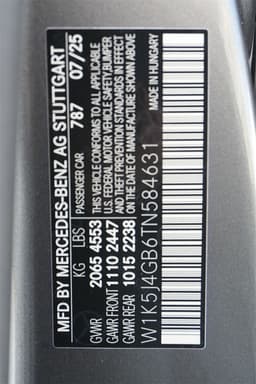 MFD BY MERCEDES-BENZ AG STUTTGART
PASSENGER CAR 787 07/25
KG LBS
GVWR 2065 4553
GAWR FRONT 1110 2447
GAWR REAR 1015 2238
THIS VEHICLE CONFORMS TO ALL APPLICABLE
U.S. FEDERAL MOTOR VEHICLE SAFETY,BUMPER
AND THEFT PREVENTION STANDARDS IN EFFECT
ON THE DATE OF MANUFACTURE SHOWN ABOVE
MADE IN HUNGARY
W1K5J4GB6TN584631